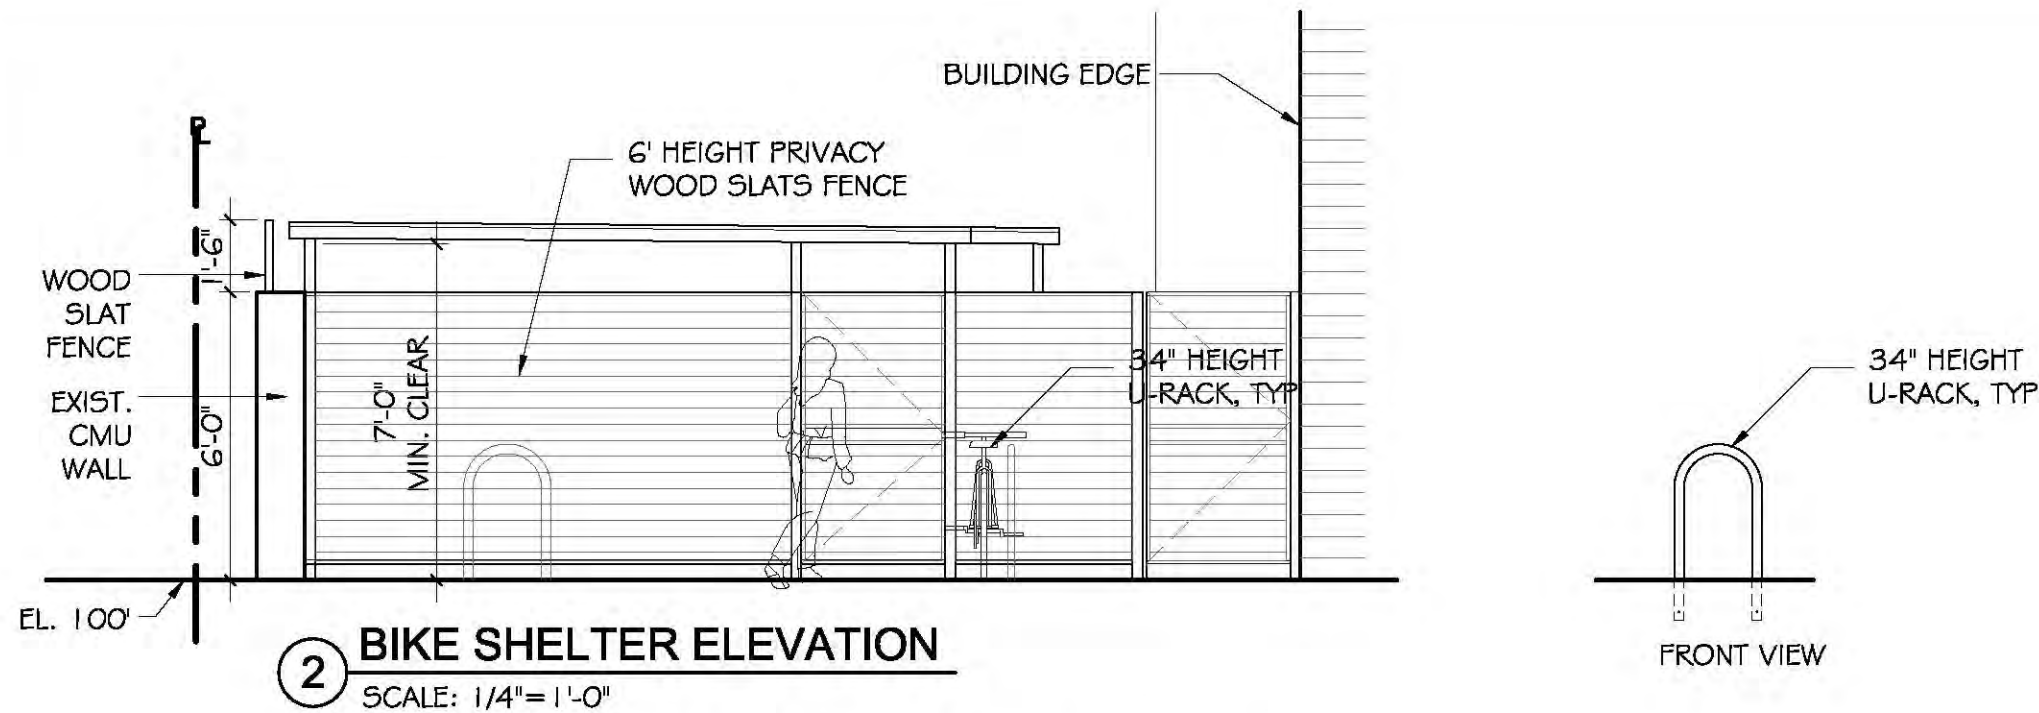 BUILDING EDGE
PL
6' HEIGHT PRIVACY
WOOD SLATS FENCE
1'-6"
WOOD
SLAT
FENCE
EXIST.
CMU
WALL
6'-0"
7'-0"
MIN. CLEAR
34" HEIGHT
U-RACK, TYP
34" HEIGHT
U-RACK, TYP
EL. 100'
FRONT VIEW
2
BIKE SHELTER ELEVATION
SCALE: 1/4"=1'-0"